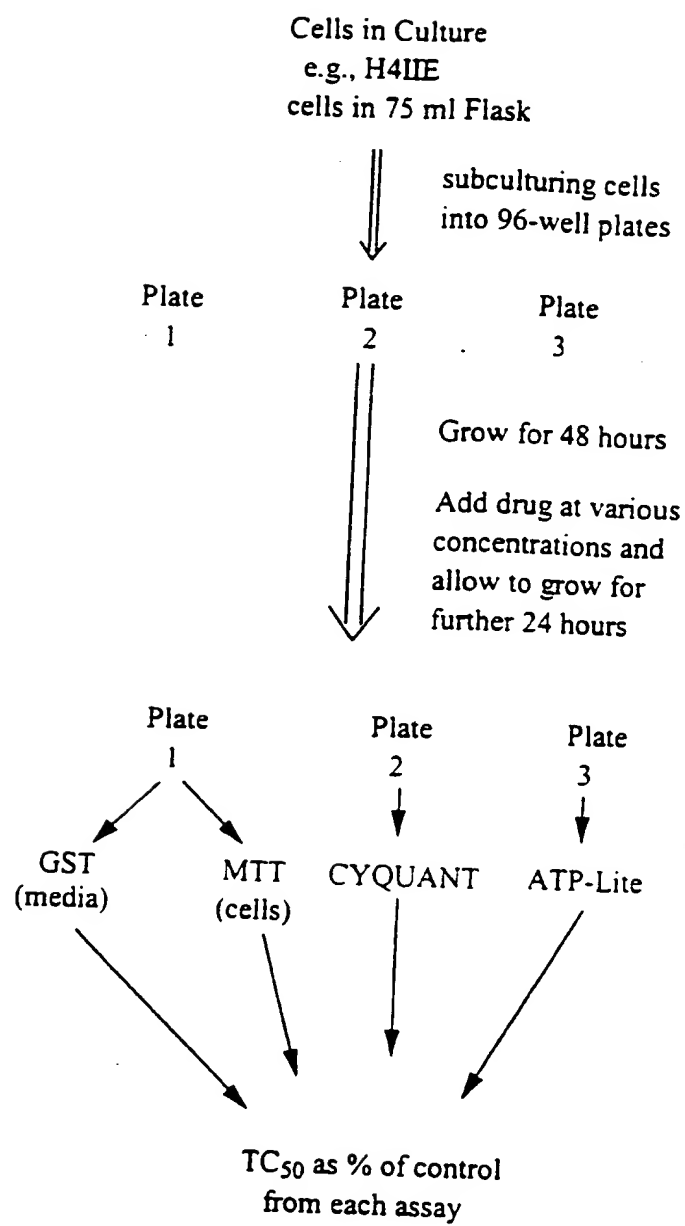 Cells in Culture
e.g., H4IIE
cells in 75 ml Flask
subculturing cells
into 96-well plates
Plate
1
Plate
2
Plate
3
Grow for 48 hours
Add drug at various
concentrations and
allow to grow for
further 24 hours
Plate
1
Plate
2
Plate
3
GST
(media)
MTT
(cells)
CYQUANT
ATP-Lite
TC50 as % of control
from each assay